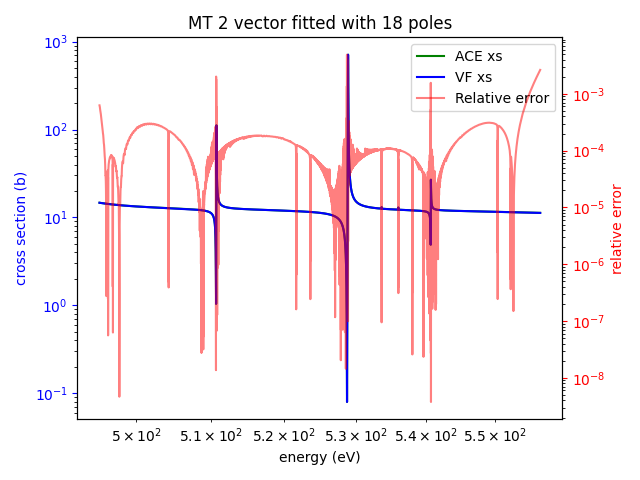 MT 2 vector fitted with 18 poles
ACE xs
VF xs
Relative error
10³
10²
10¹
10⁰
10⁻¹
cross section (b)
10⁻³
10⁻⁴
10⁻⁵
10⁻⁶
10⁻⁷
10⁻⁸
relative error
5 × 10² 5.1 × 10² 5.2 × 10² 5.3 × 10² 5.4 × 10² 5.5 × 10²
energy (eV)